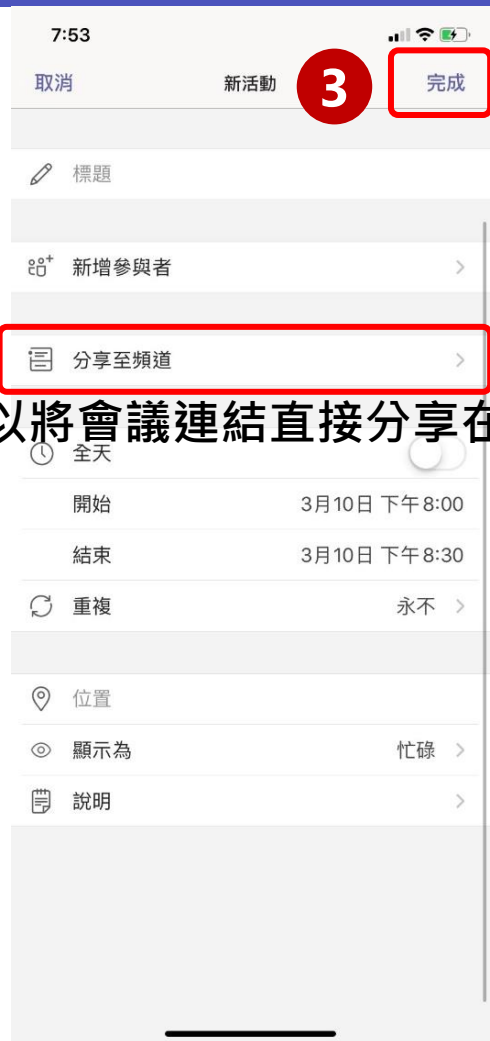 7:53
取消 新活動 3 完成
標題
新增參與者
分享至頻道
以將會議連結直接分享在
全天
開始 3月10日 下午8:00
結束 3月10日 下午8:30
重複 永不
位置
顯示為 忙碌
說明